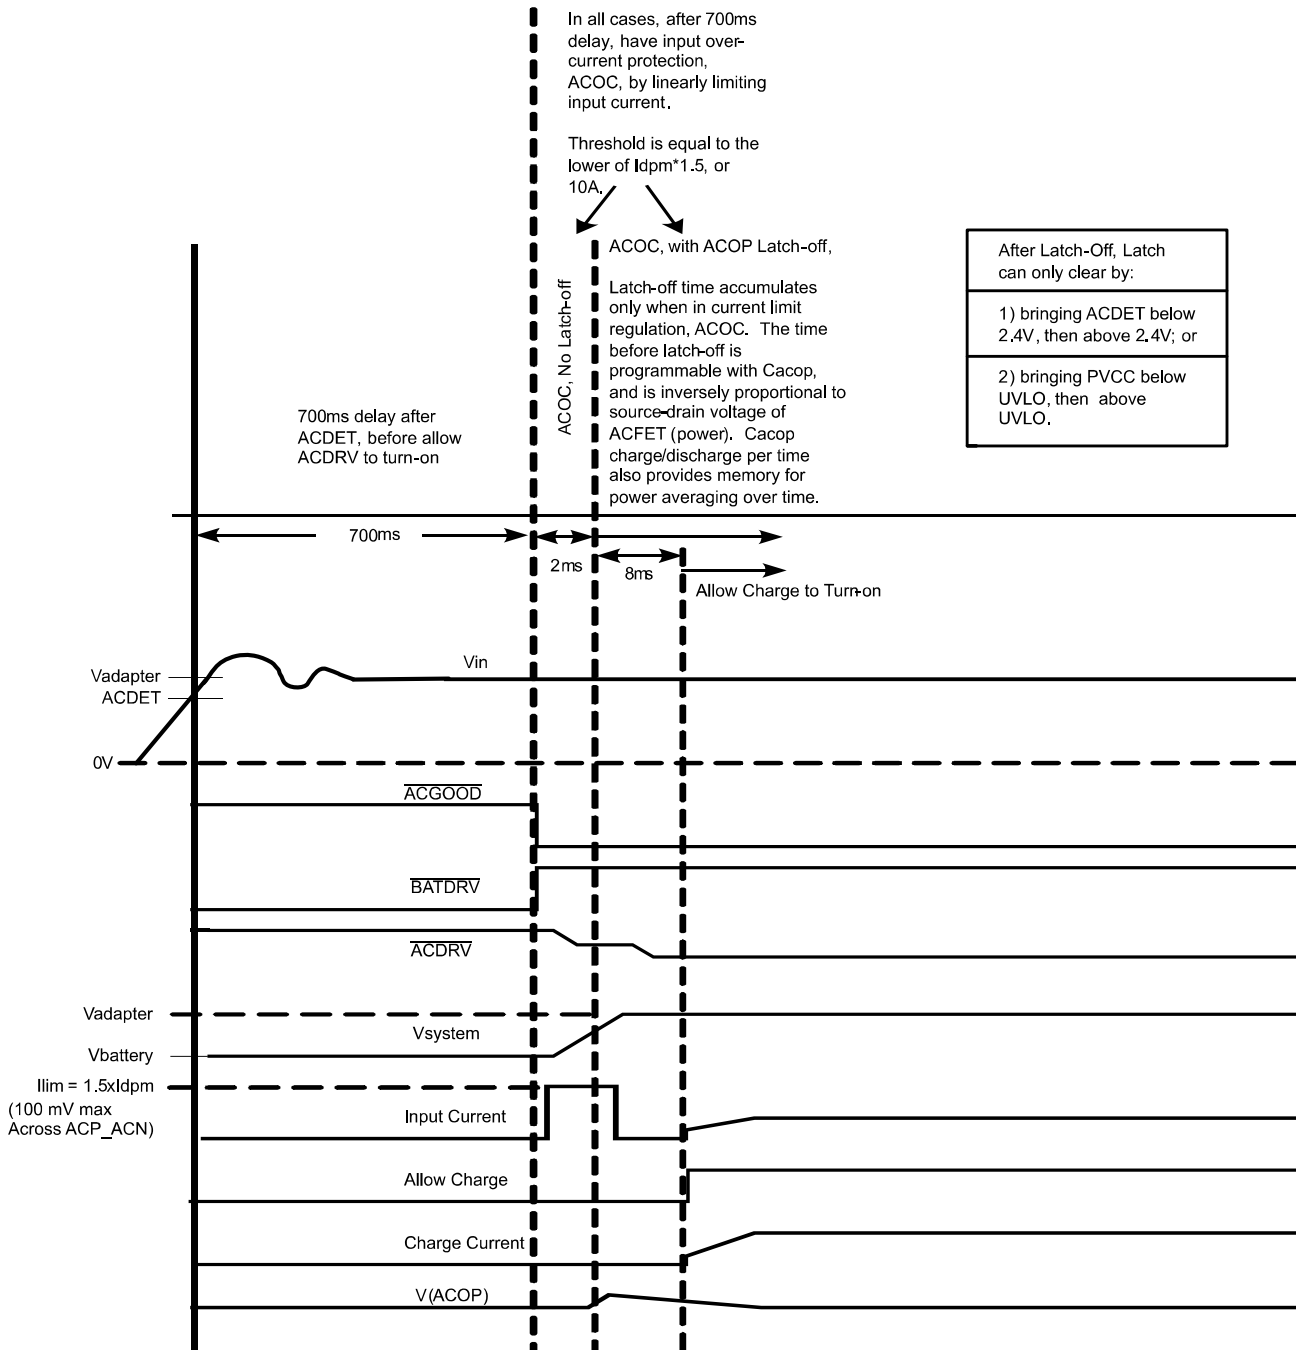 In all cases, after 700ms
delay, have input over-
current protection,
ACOC, by linearly limiting
input current.
Threshold is equal to the
lower of Idpm*1.5, or
10A.
ACOC, No Latch-off
ACOC, with ACOP Latch-off,
Latch-off time accumulates
only when in current limit
regulation, ACOC. The time
before latch-off is
programmable with Cacop,
and is inversely proportional to
source-drain voltage of
ACFET (power). Cacop
charge/discharge per time
also provides memory for
power averaging over time.
After Latch-Off, Latch
can only clear by:
1) bringing ACDET below
2.4V, then above 2.4V; or
2) bringing PVCC below
UVLO, then above
UVLO.
700ms delay after
ACDET, before allow
ACDRV to turn-on
700ms
2ms
8ms
Allow Charge to Turn-on
Vin
Vadapter
ACDET
0V
ACGOOD
BATDRV
ACDRV
Vadapter
Vsystem
Vbattery
Ilim = 1.5xIdpm
(100 mV max
Across ACP_ACN)
Input Current
Allow Charge
Charge Current
V(ACOP)